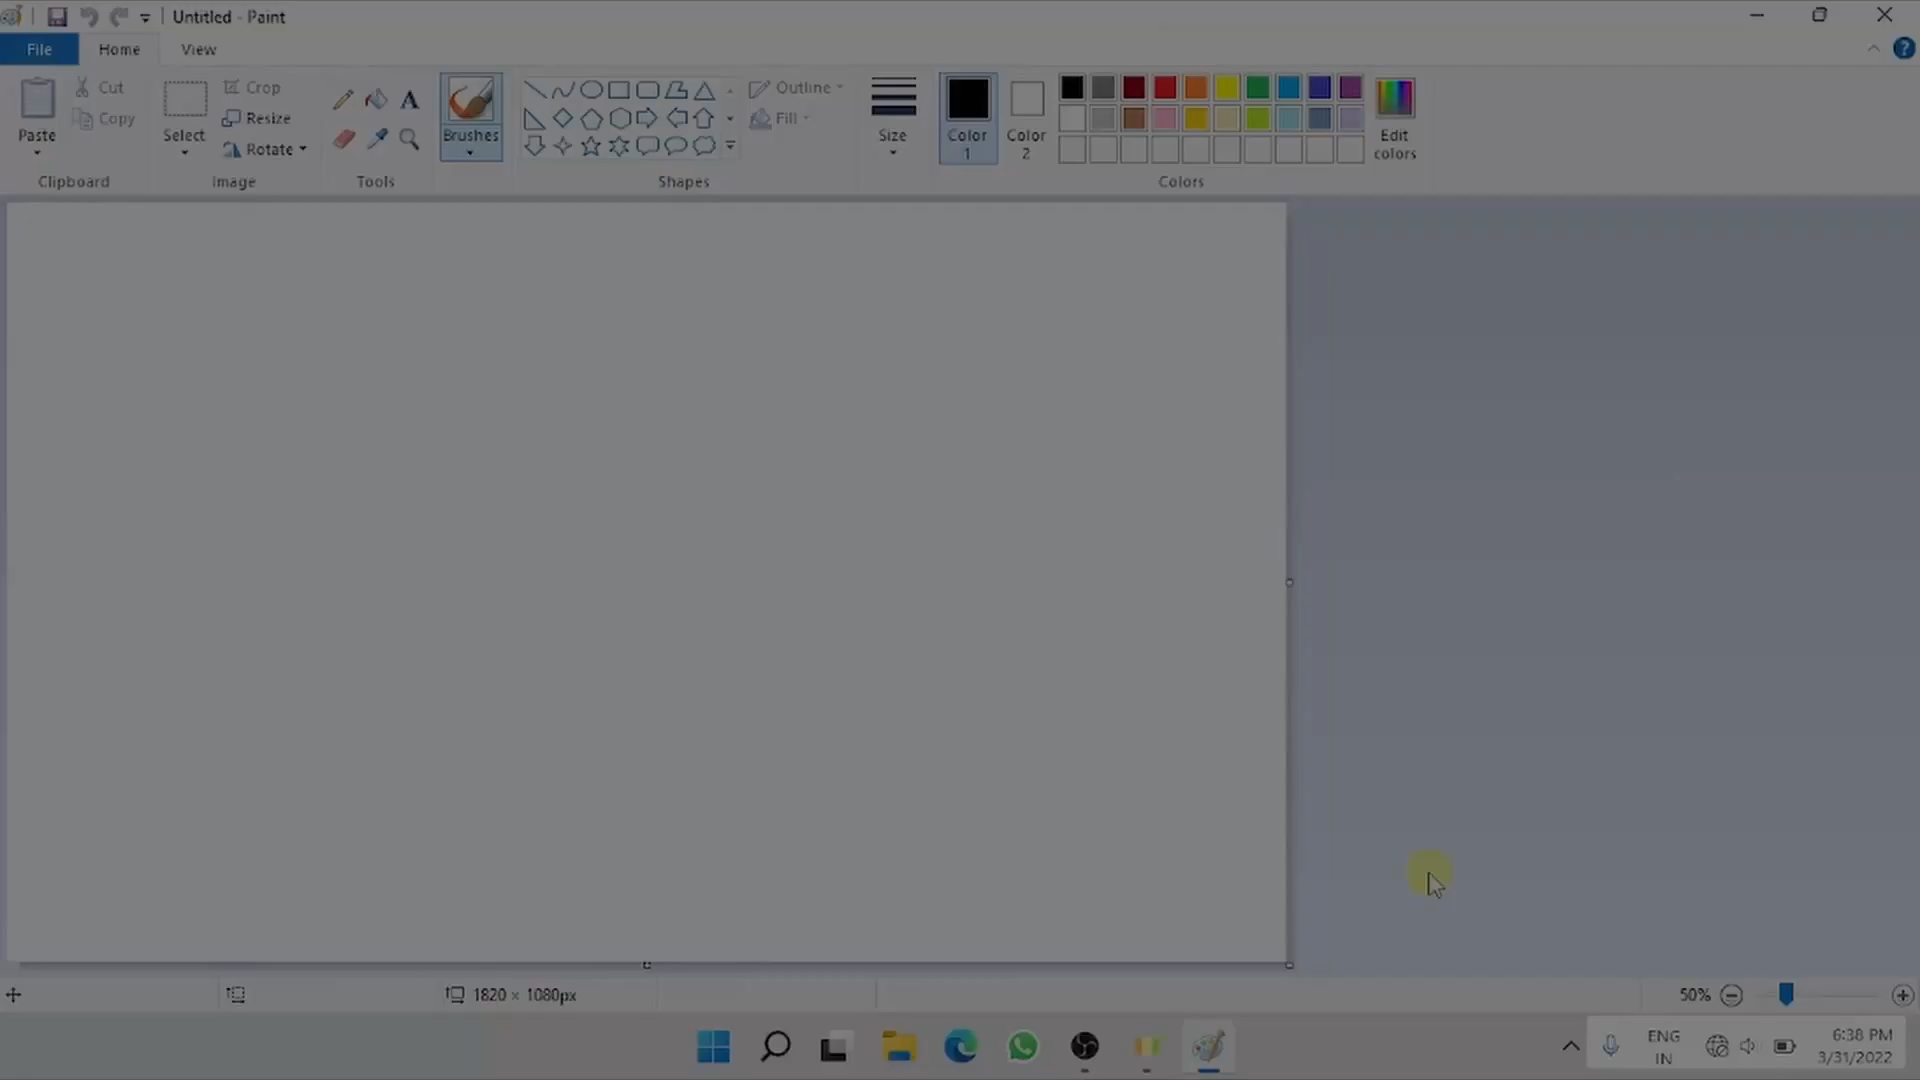 Untitled - Paint
File Home View
Paste Cut Copy
Clipboard
Select Crop Resize Rotate
Image
A
Tools
Brushes
Outline Fill
Shapes
Size
Color 1 Color 2
Edit colors
Colors
1820 × 1080px
50%
ENG IN
6:38 PM
3/31/2022